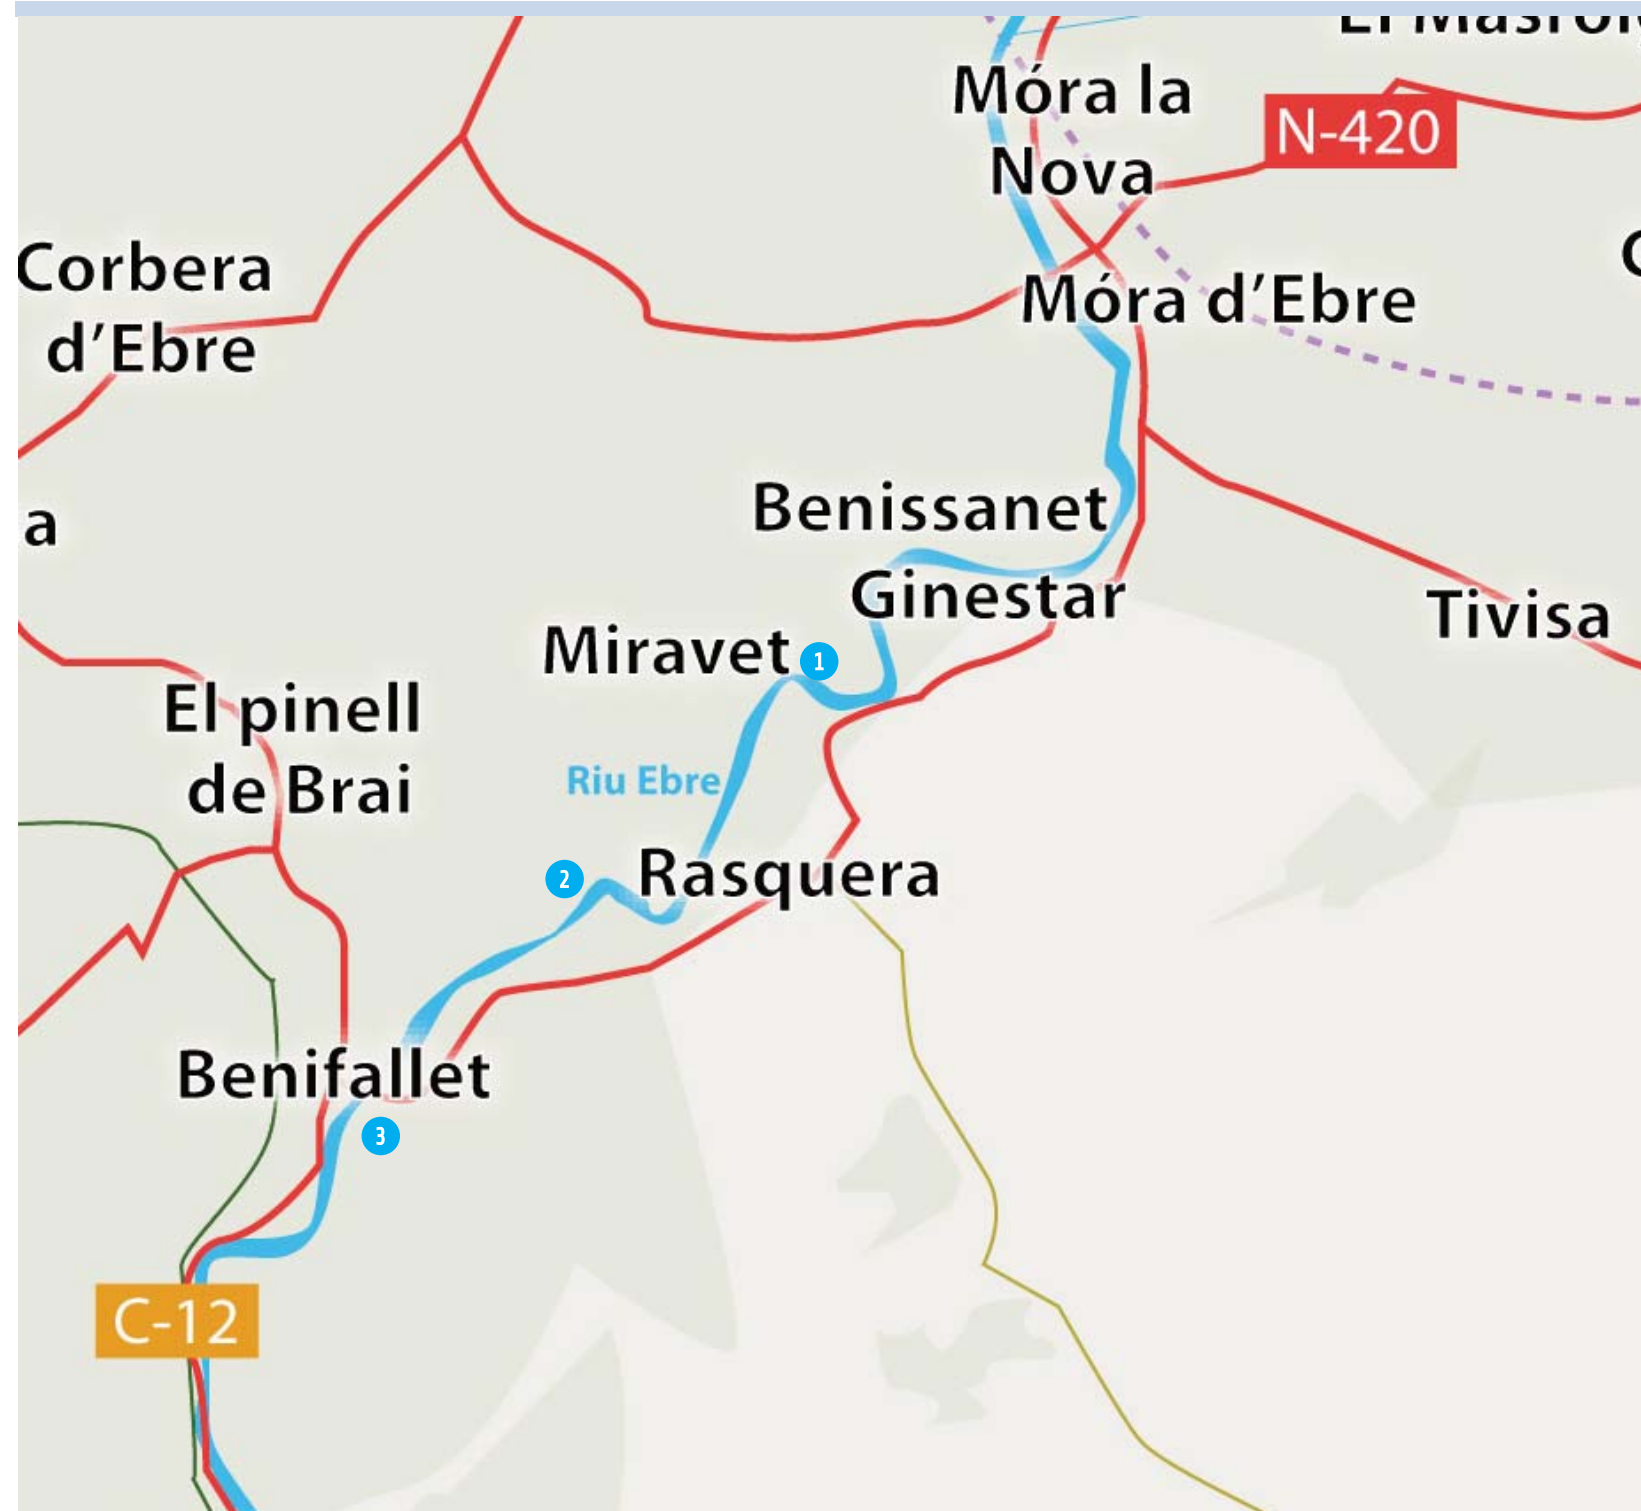 Móra la
Nova
N-420
Corbera
d’Ebre
Móra d’Ebre
a
Benissanet
Ginestar
Tivisa
Miravet
1
El pinell
de Brai
Riu Ebre
2
Rasquera
Benifallet
3
C-12